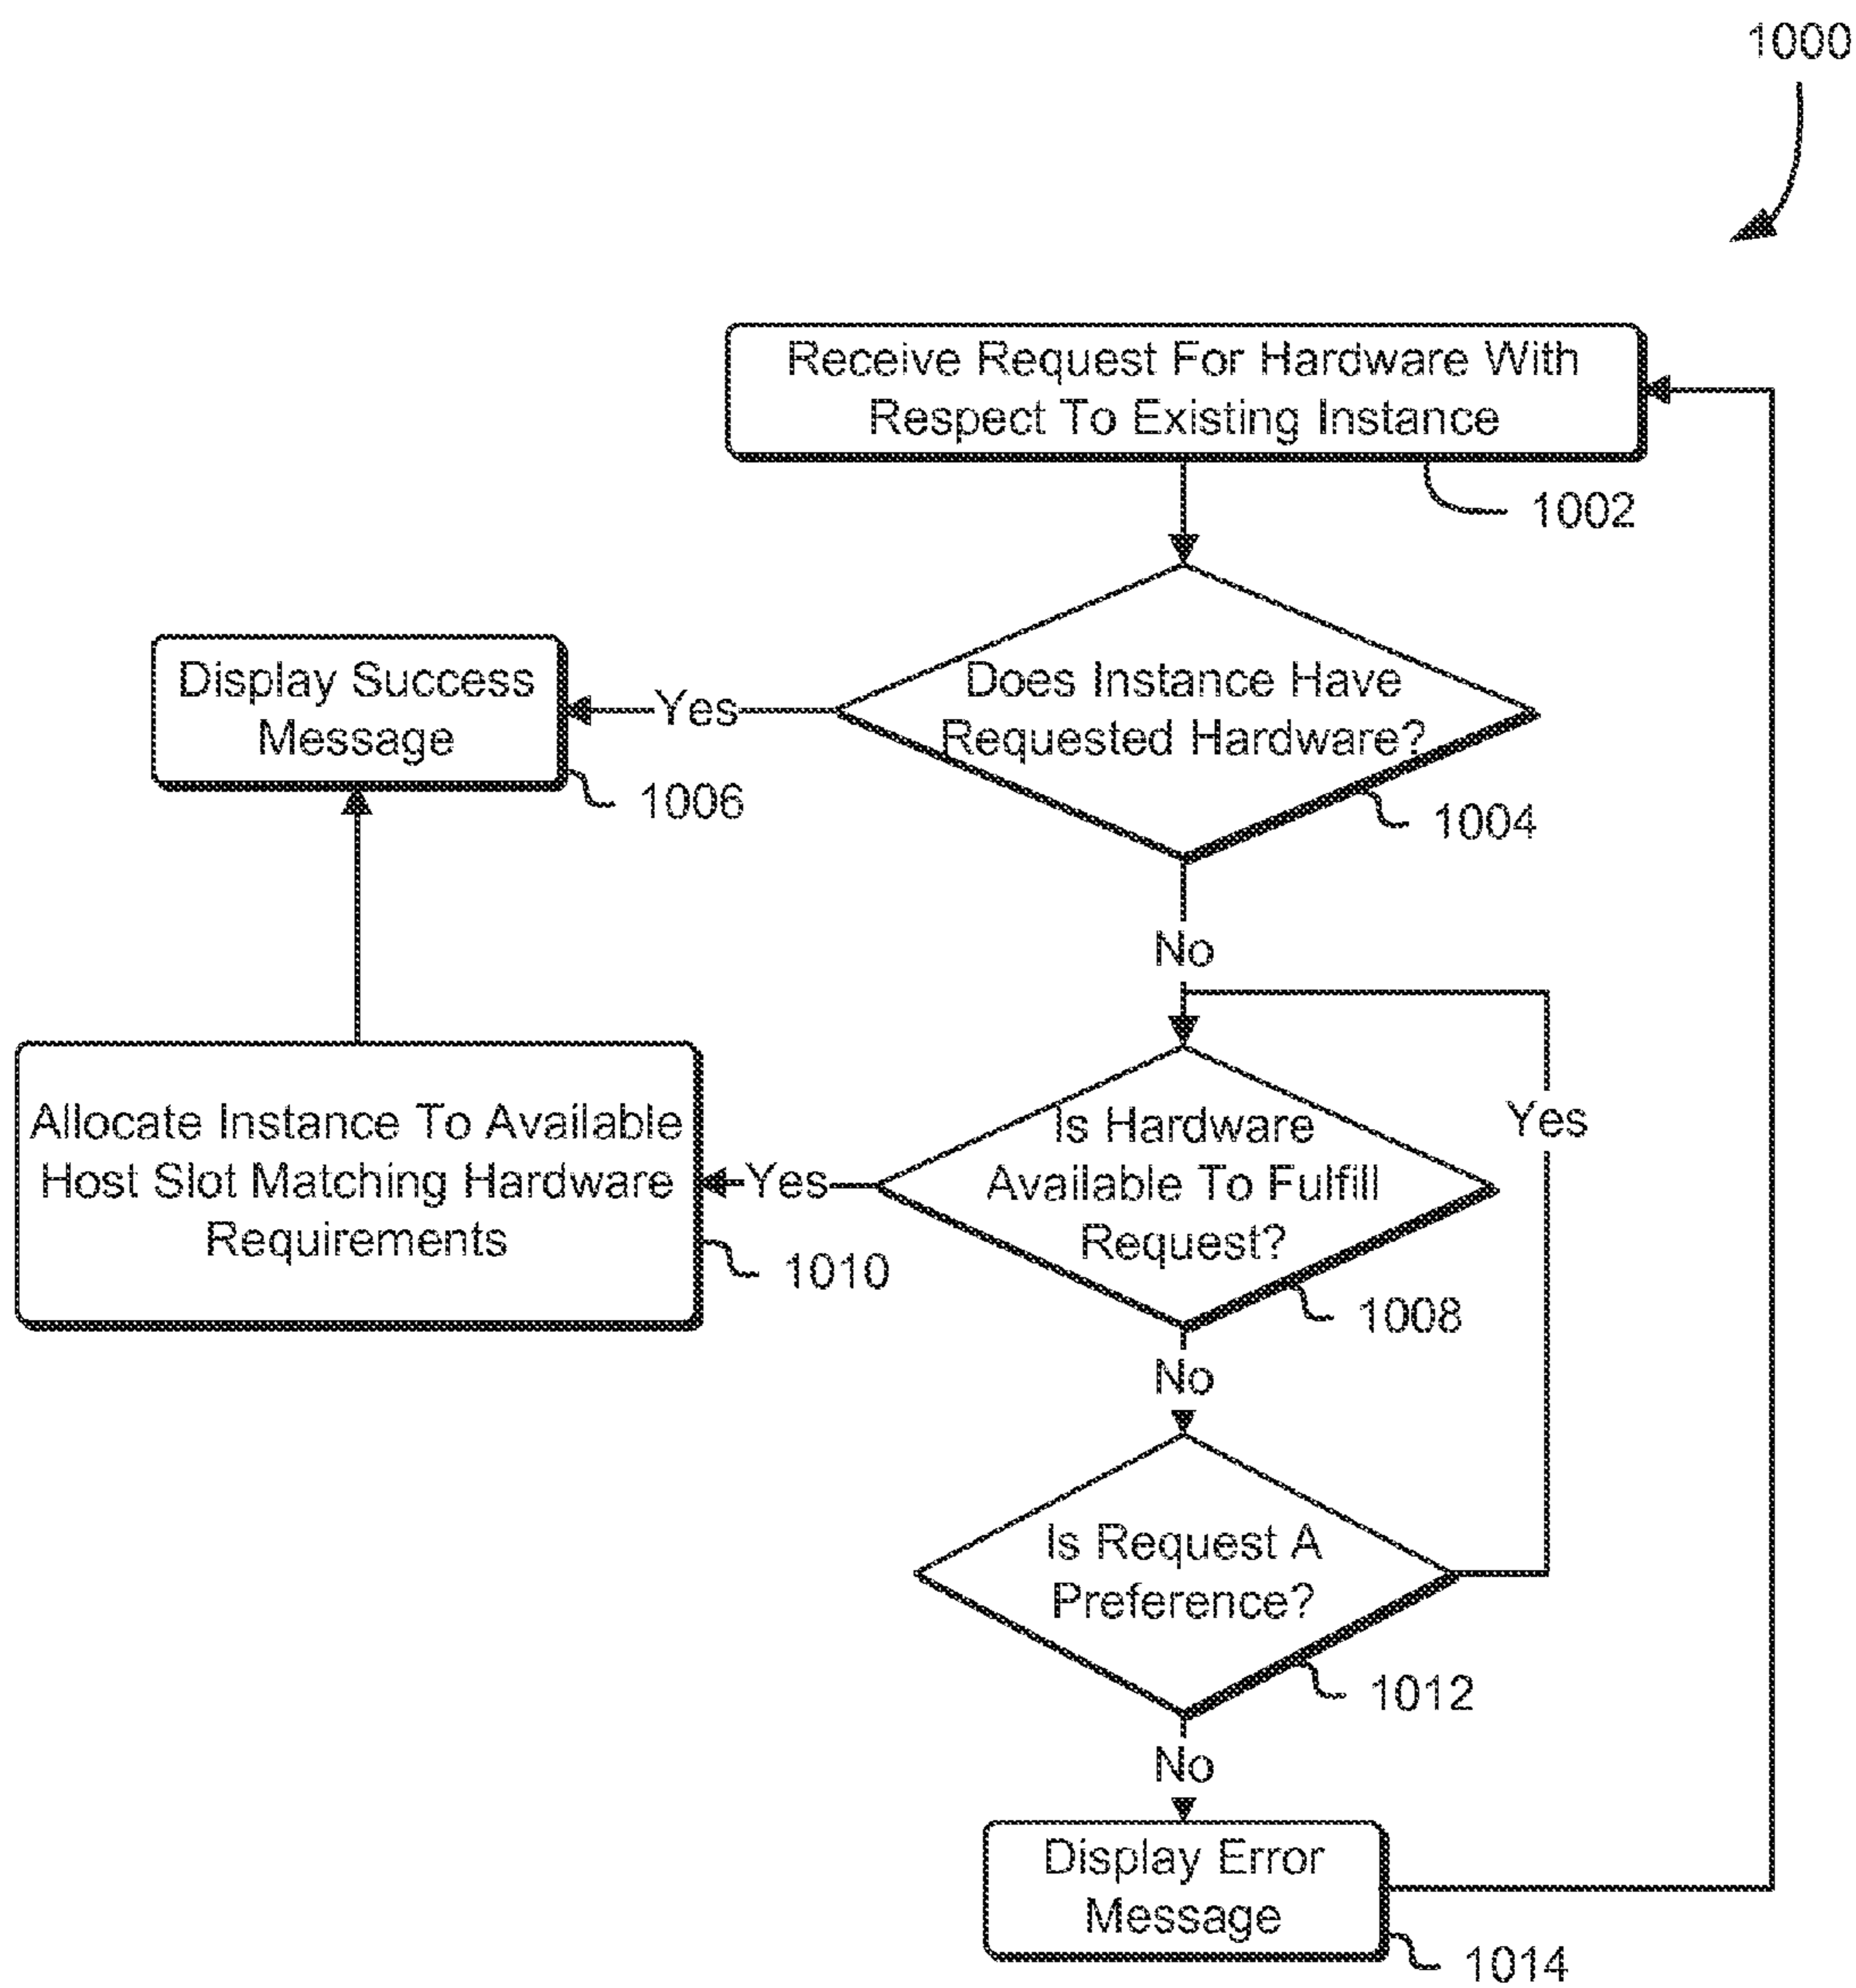 1000
Receive Request For Hardware With
Respect To Existing Instance
1002
Does Instance Have
Requested Hardware?
1004
Yes
Display Success
Message
1006
No
Is Hardware
Available To Fulfill
Request?
1008
Yes
Allocate Instance To Available
Host Slot Matching Hardware
Requirements
1010
Yes
No
Is Request A
Preference?
1012
No
Display Error
Message
1014